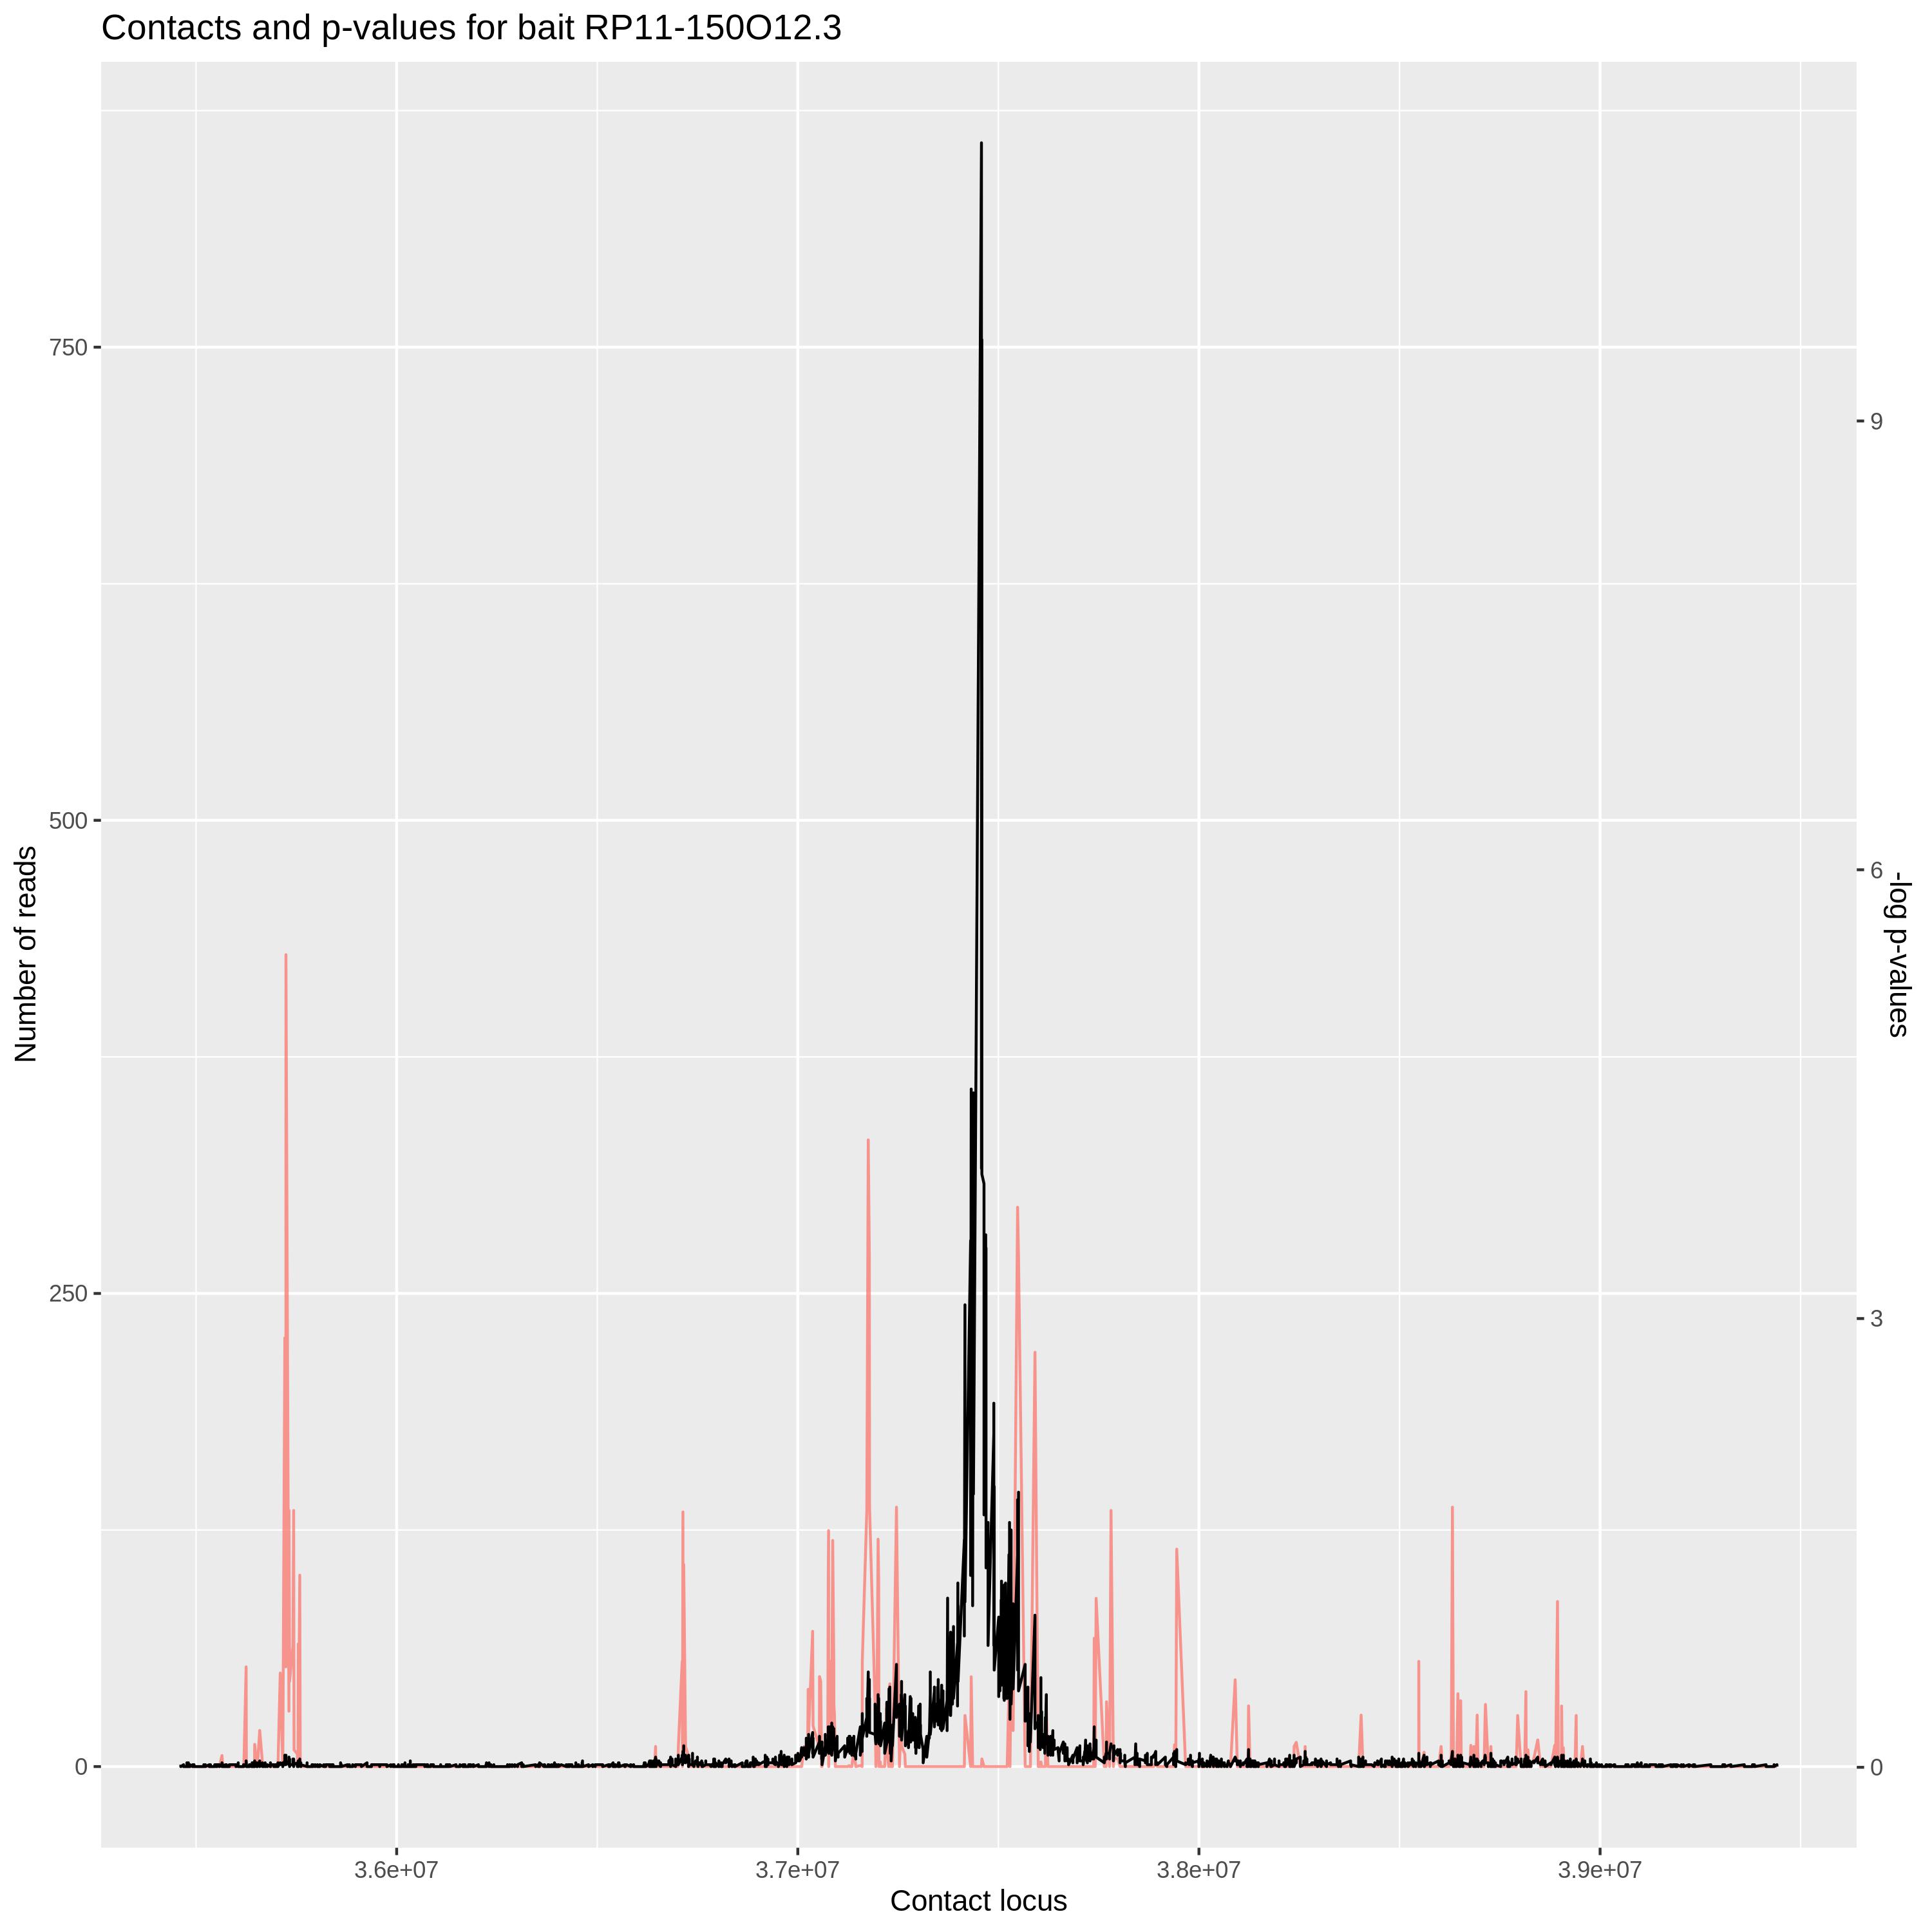 Contacts and p-values for bait RP11-150O12.3
Number of reads
750
500
250
0
9
6
3
0
-log p-values
3.6e+07
3.7e+07
3.8e+07
3.9e+07
Contact locus